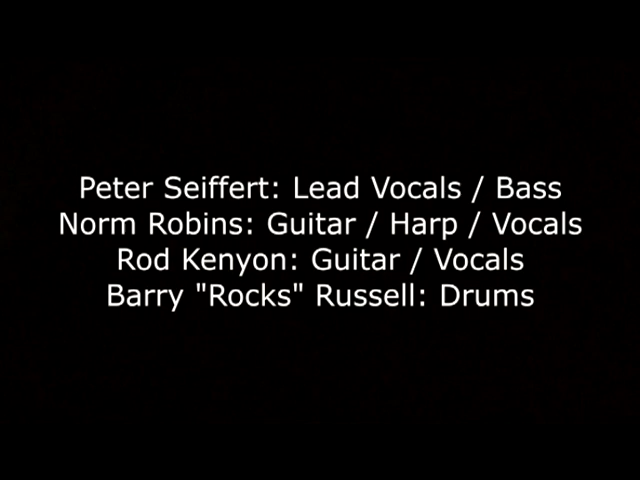 Peter Seiffert: Lead Vocals / Bass
Norm Robins: Guitar / Harp / Vocals
Rod Kenyon: Guitar / Vocals
Barry "Rocks" Russell: Drums